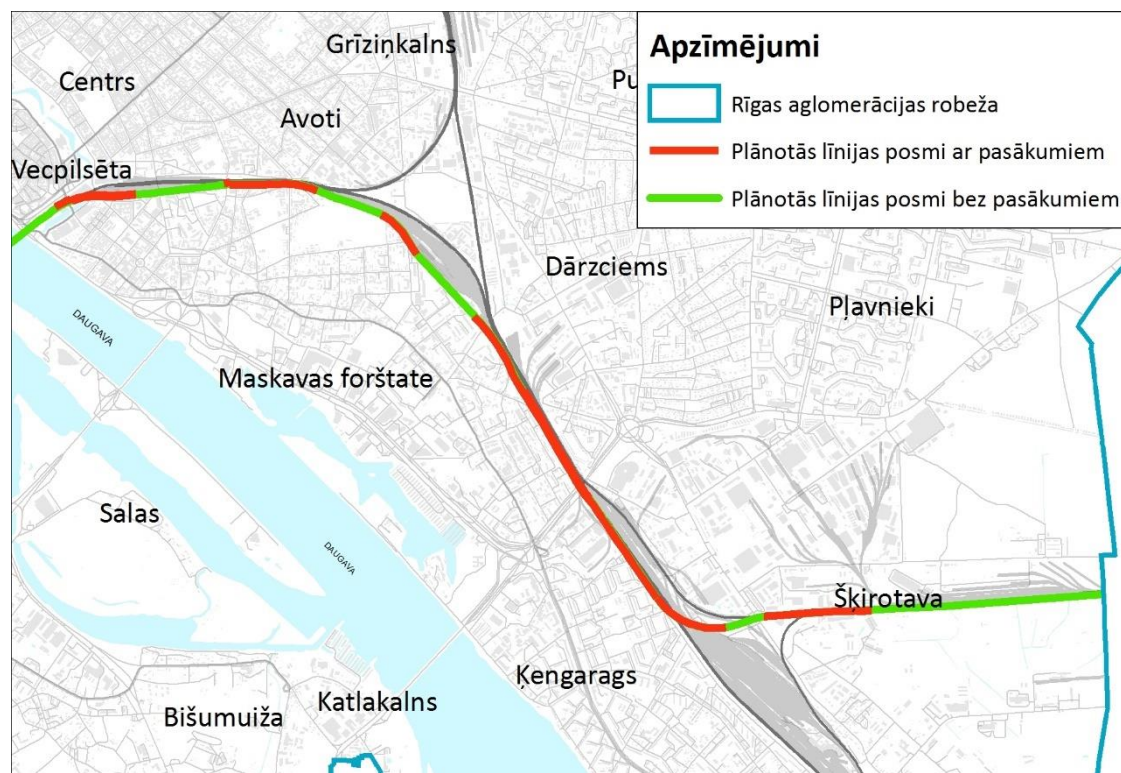 Grīziņkalns
Centrs
Avoti
Vecpilsēta
Apzīmējumi
Rīgas aglomerācijas robeža
Plānotās līnijas posmi ar pasākumiem
Plānotās līnijas posmi bez pasākumiem
Pu
Dārzciems
Pļavnieki
DAUGAVA
Maskavas forštate
Salas
DAUGAVA
Šķirotava
Ķengarags
Katlakalns
Bišumuiža